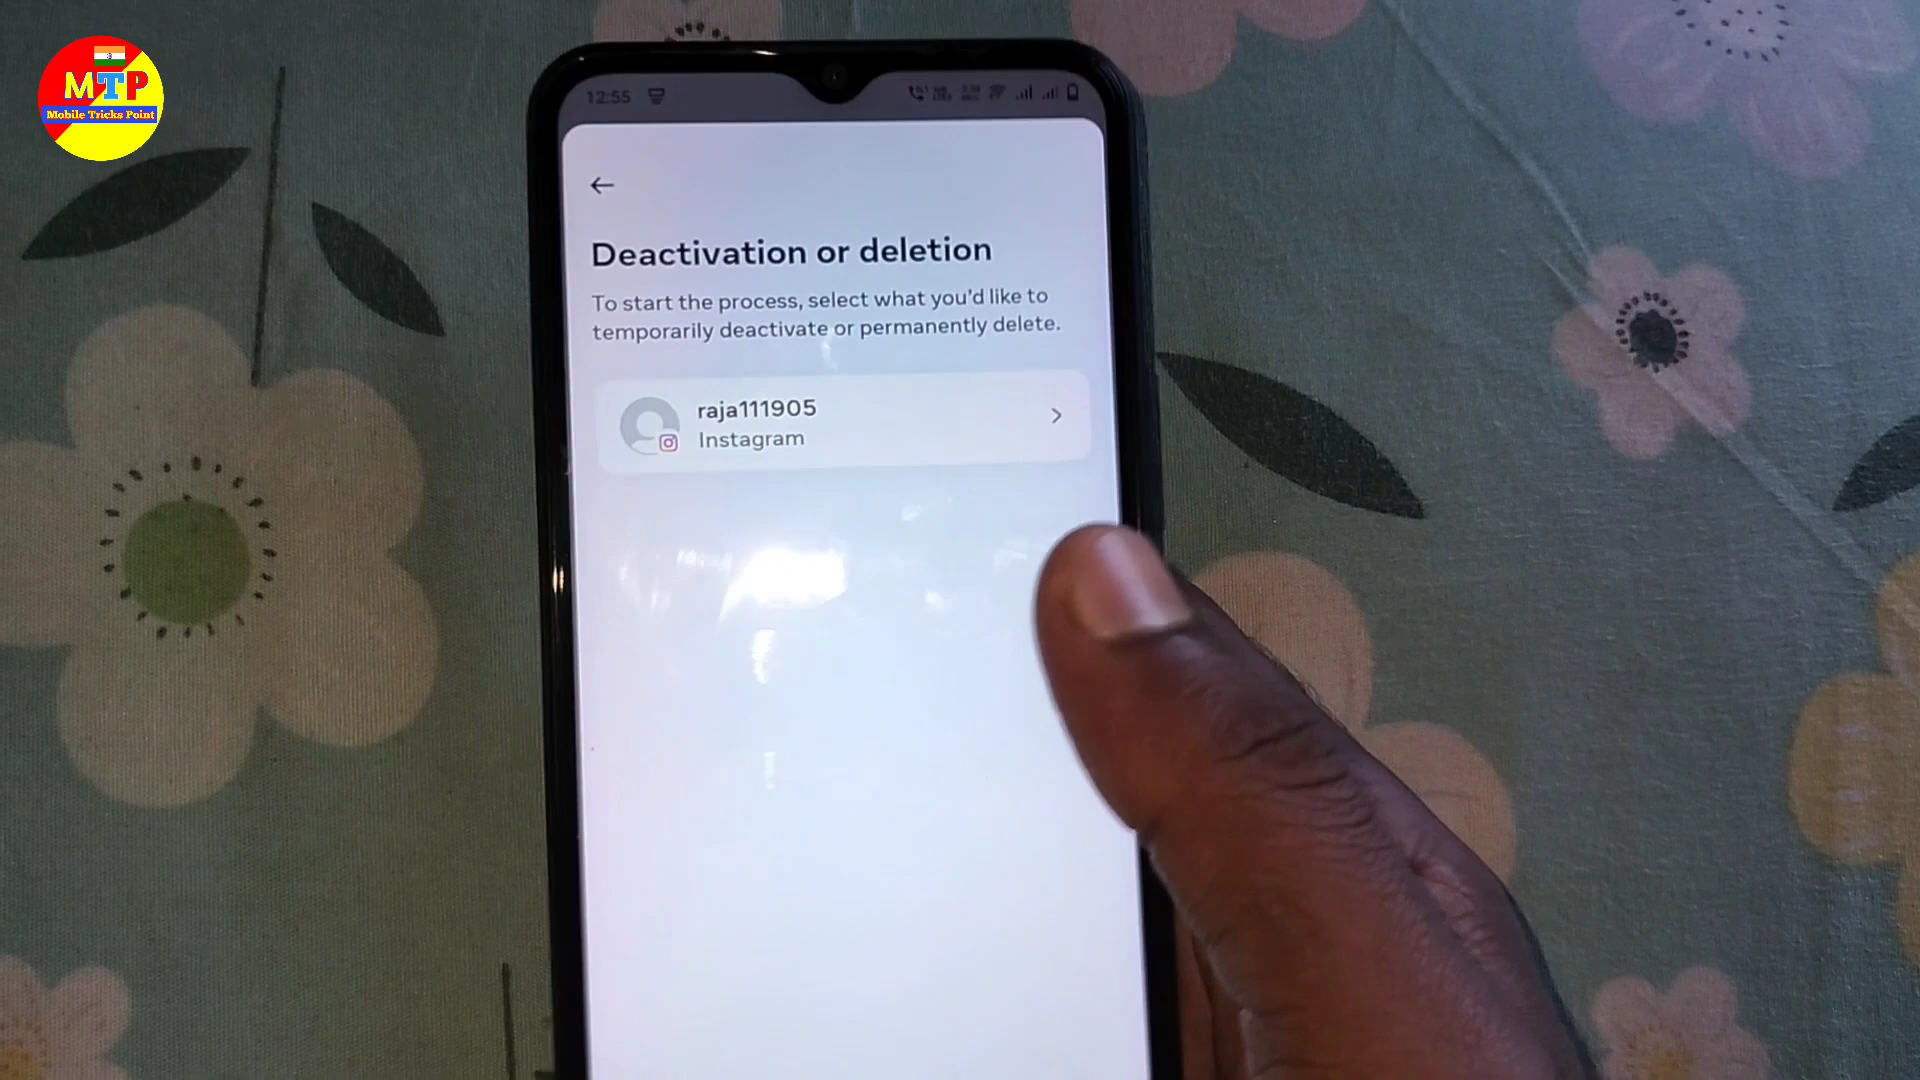 MTP
Mobile Tricks Point
12:55
Deactivation or deletion
To start the process, select what you'd like to
temporarily deactivate or permanently delete.
raja111905
Instagram